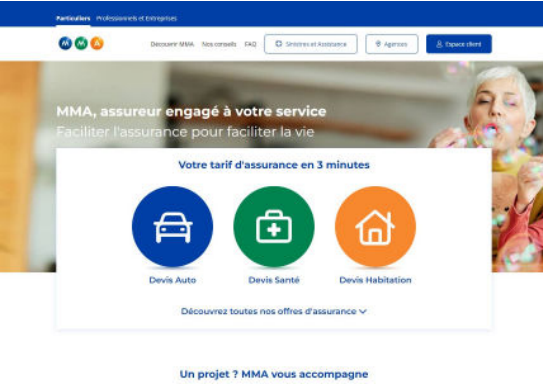 Particuliers Professionnels et Entreprises
MMA Découvrir MMA Nos conseils FAQ Sinistres et Assistance Agences Espace client
MMA, assureur engagé à votre service
Faciliter l'assurance pour faciliter la vie
Votre tarif d'assurance en 3 minutes
Devis Auto Devis Santé Devis Habitation
Découvrez toutes nos offres d'assurance
Un projet ? MMA vous accompagne